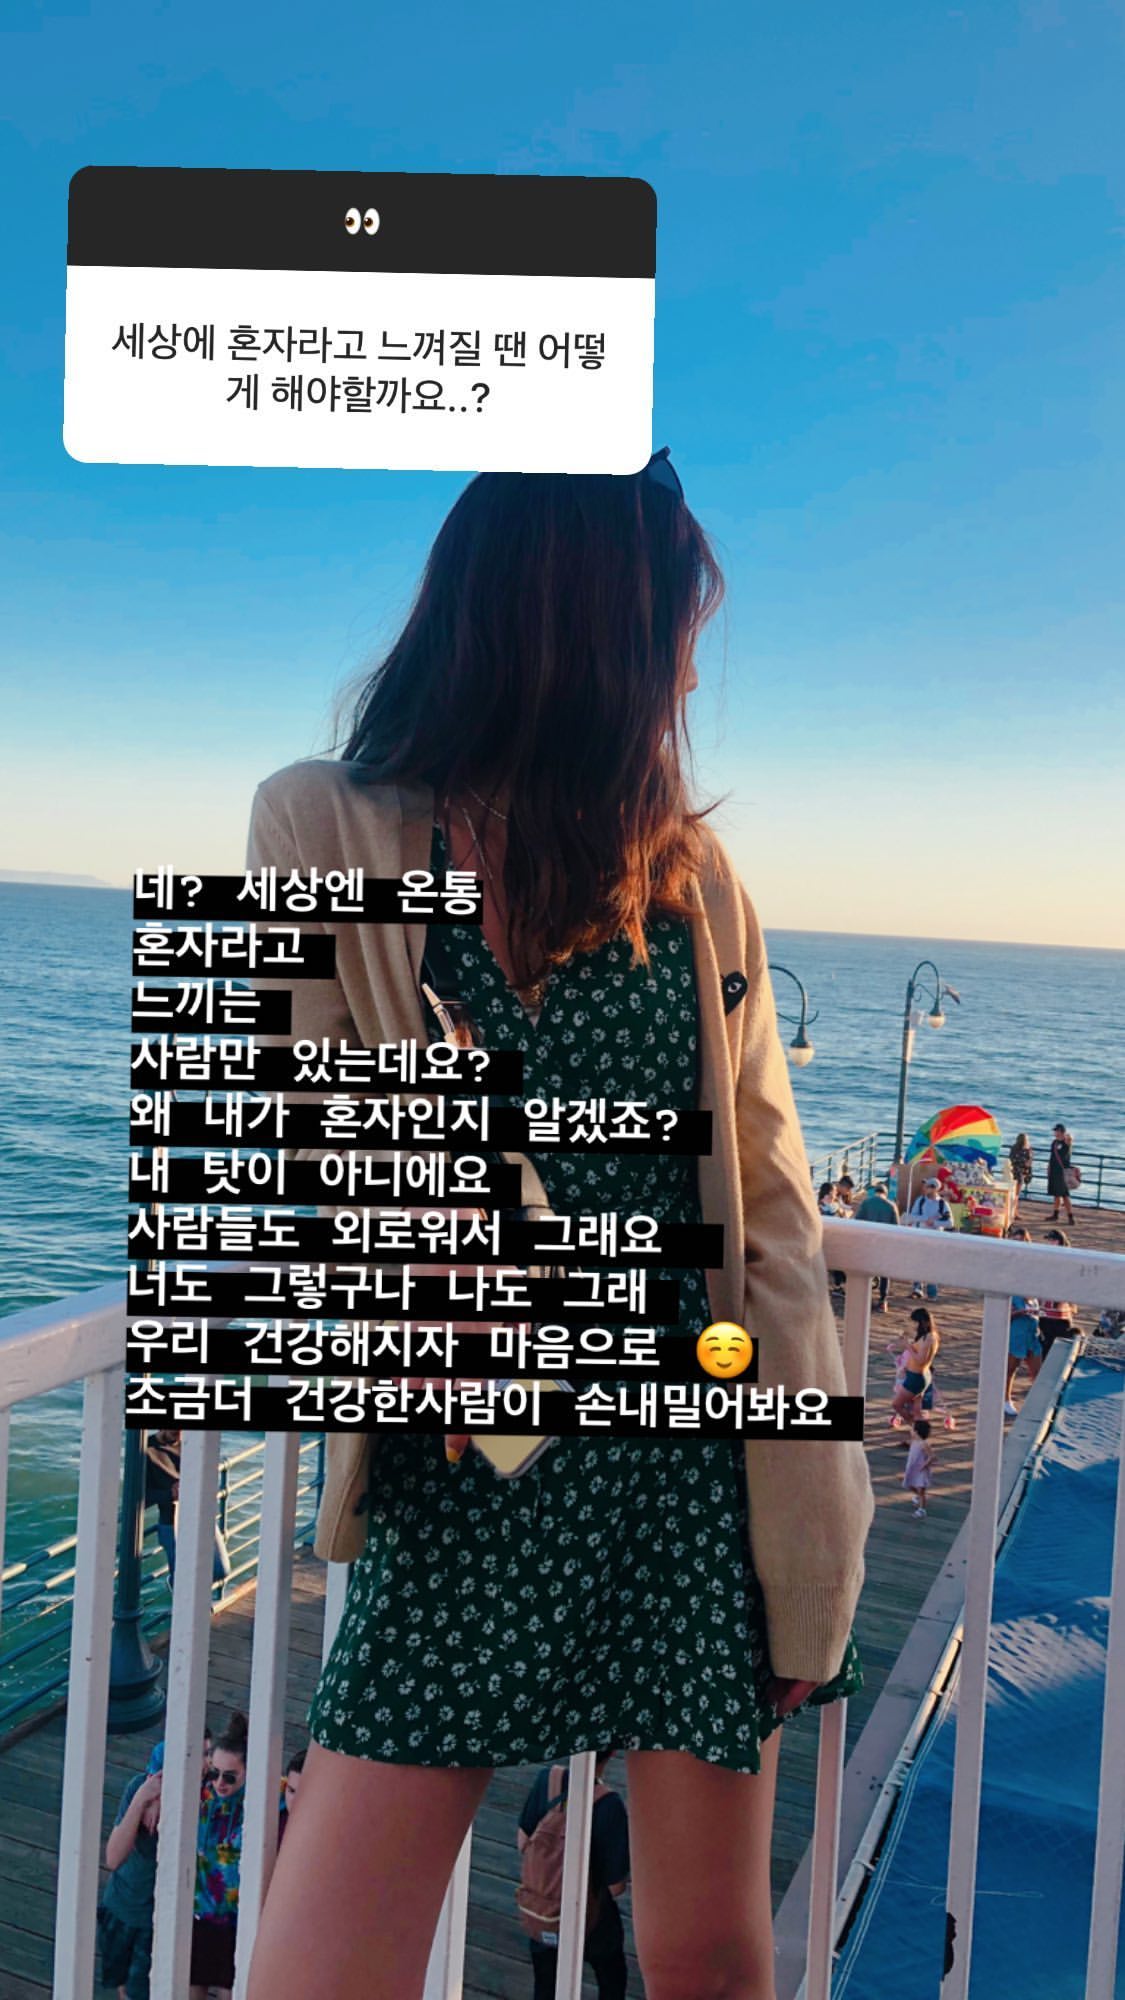 👀
세상에 혼자라고 느껴질 땐 어떻
게 해야할까요..?
네? 세상엔 온통
혼자라고
느끼는
사람만 있는데요?
왜 내가 혼자인지 알겠죠?
내 탓이 아니에요
사람들도 외로워서 그래요
너도 그렇구나 나도 그래
우리 건강해지자 마음으로 ☺️
조금더 건강한사람이 손내밀어봐요